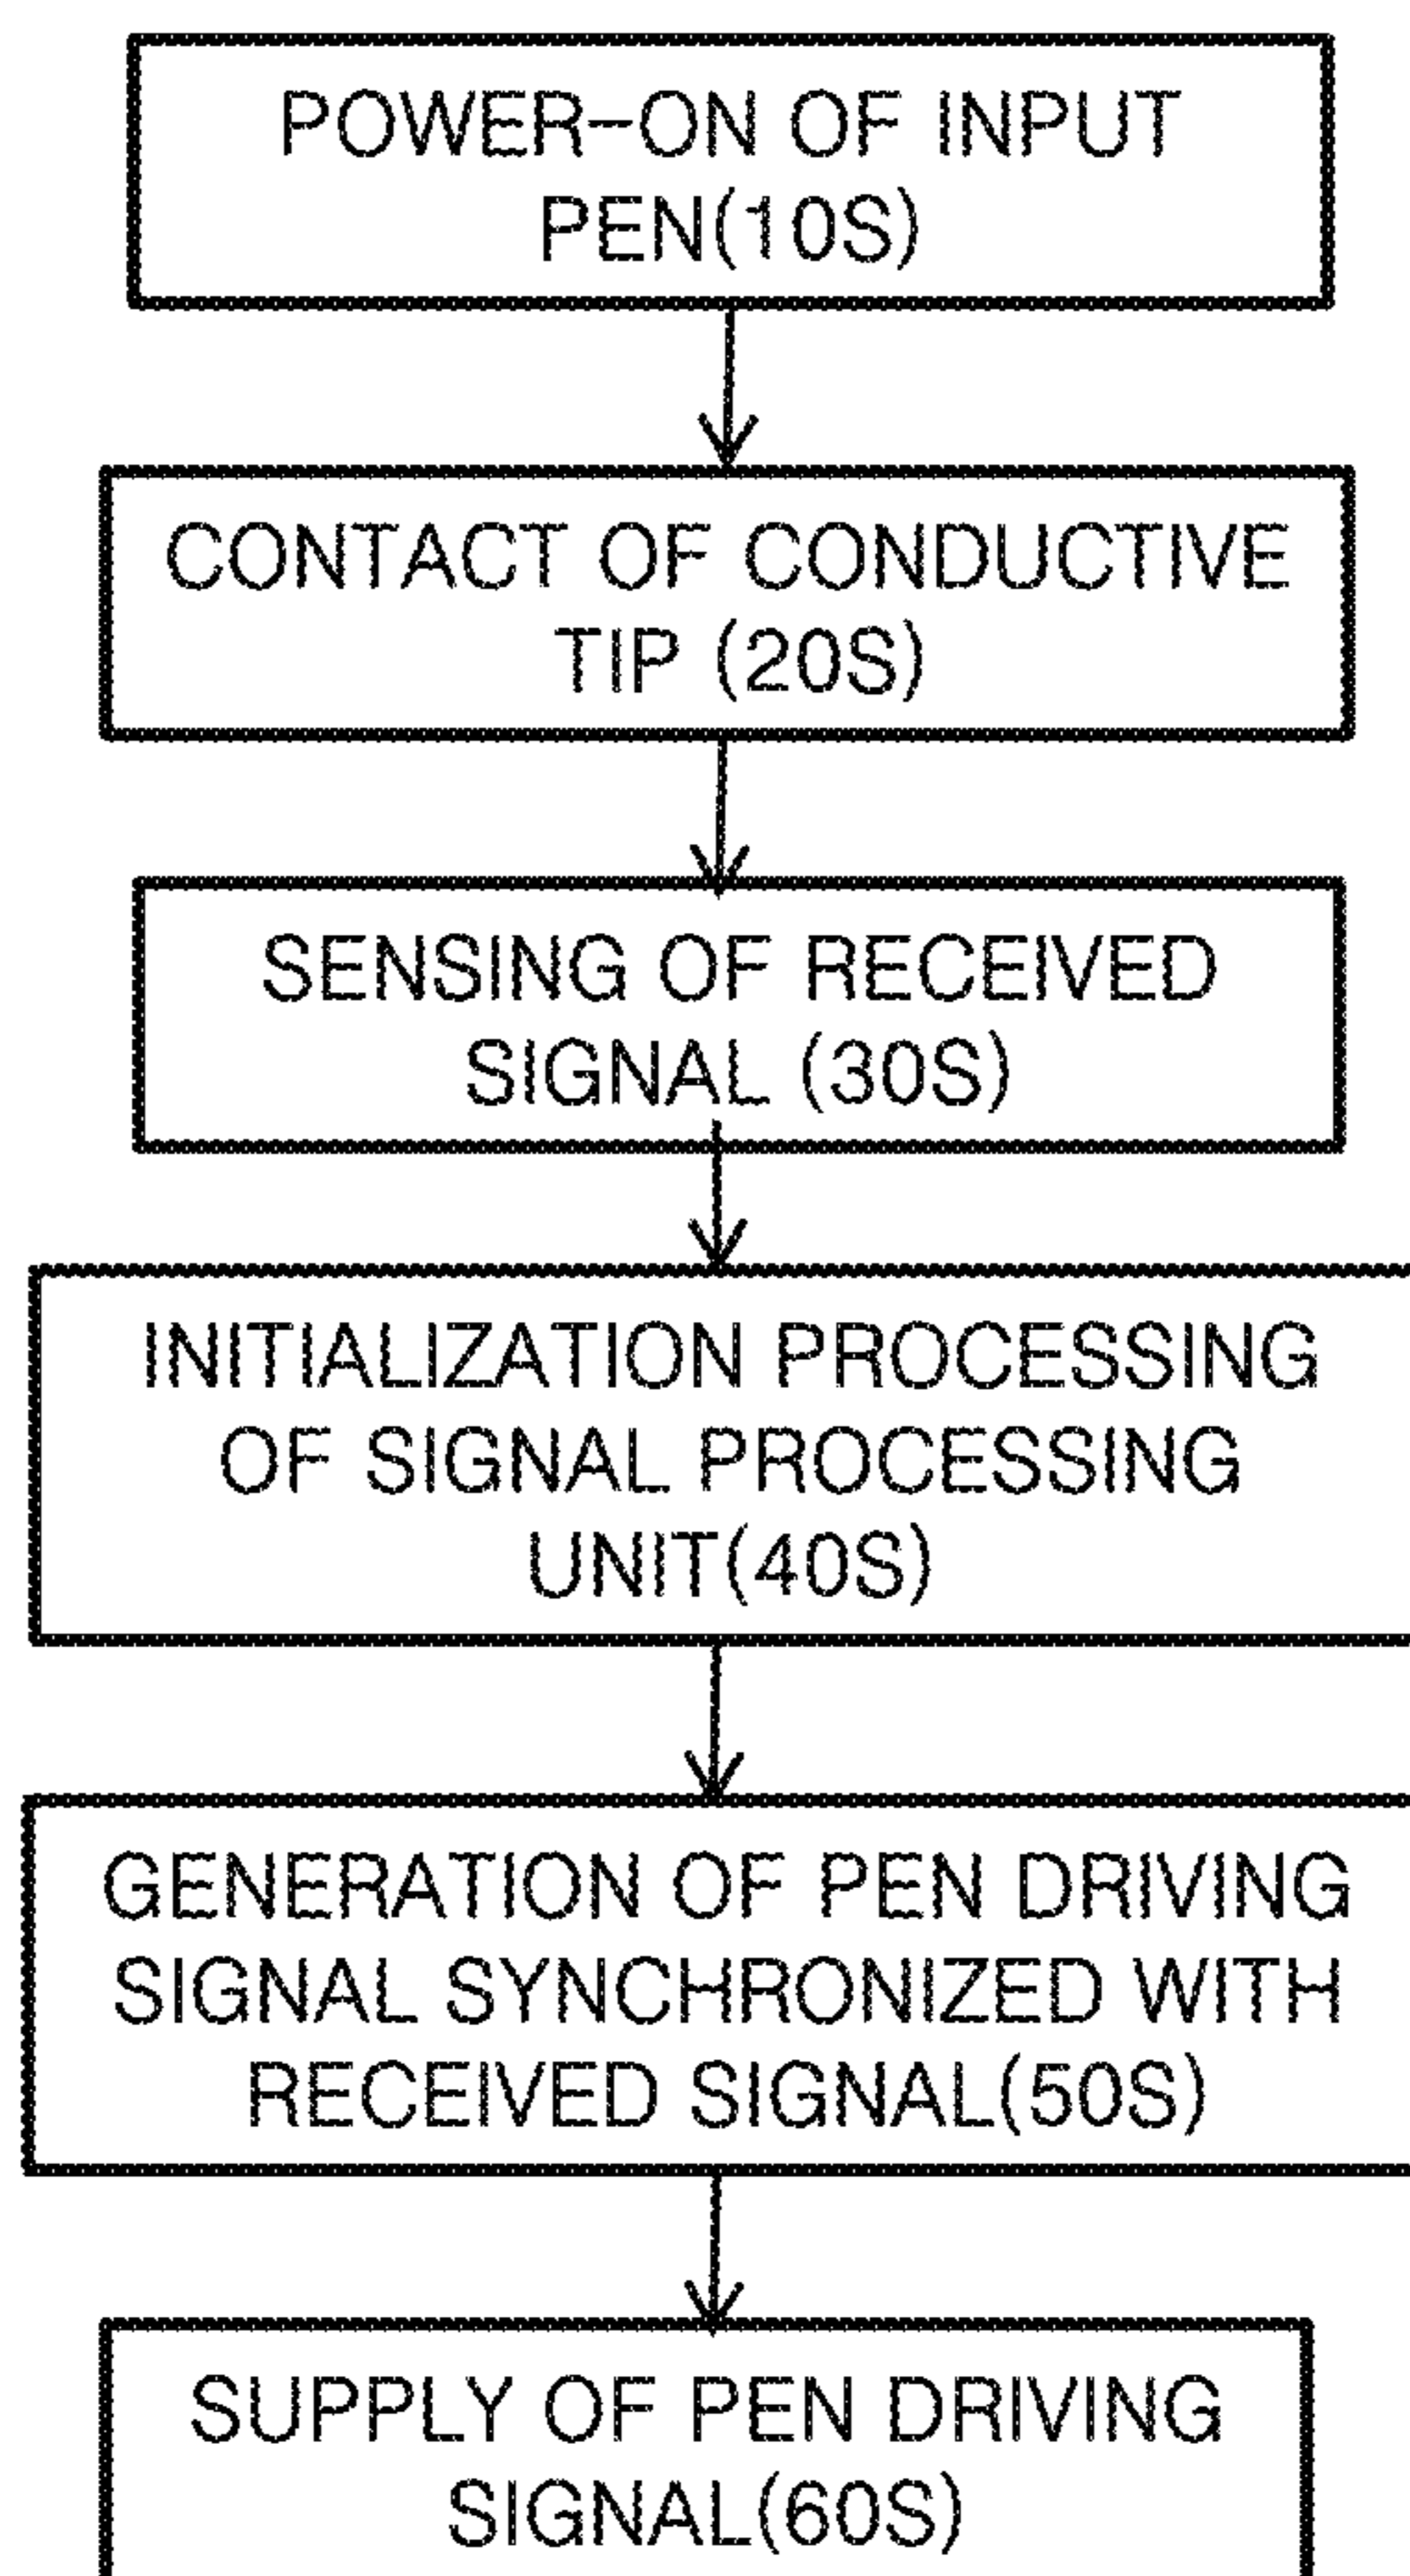 POWER-ON OF INPUT
PEN(10S)
CONTACT OF CONDUCTIVE
TIP (20S)
SENSING OF RECEIVED
SIGNAL (30S)
INITIALIZATION PROCESSING
OF SIGNAL PROCESSING
UNIT(40S)
GENERATION OF PEN DRIVING
SIGNAL SYNCHRONIZED WITH
RECEIVED SIGNAL(50S)
SUPPLY OF PEN DRIVING
SIGNAL(60S)